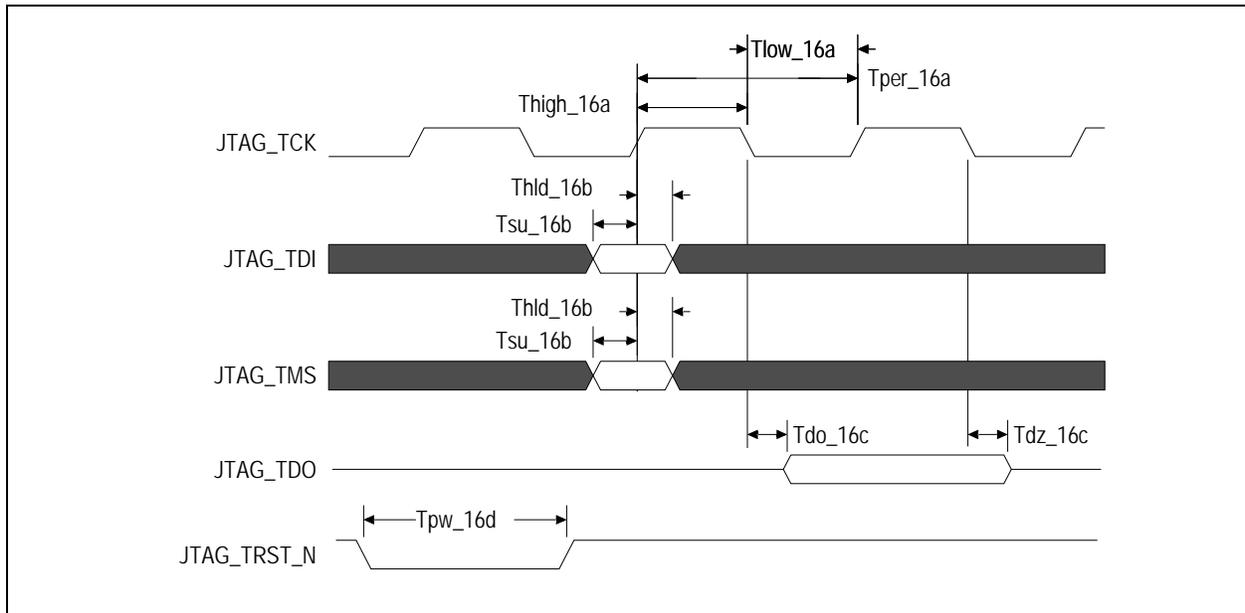 Tlow_16a
Tper_16a
Thigh_16a
JTAG_TCK
Thld_16b
Tsu_16b
JTAG_TDI
Thld_16b
Tsu_16b
JTAG_TMS
Tdo_16c
Tdz_16c
JTAG_TDO
Tpw_16d
JTAG_TRST_N